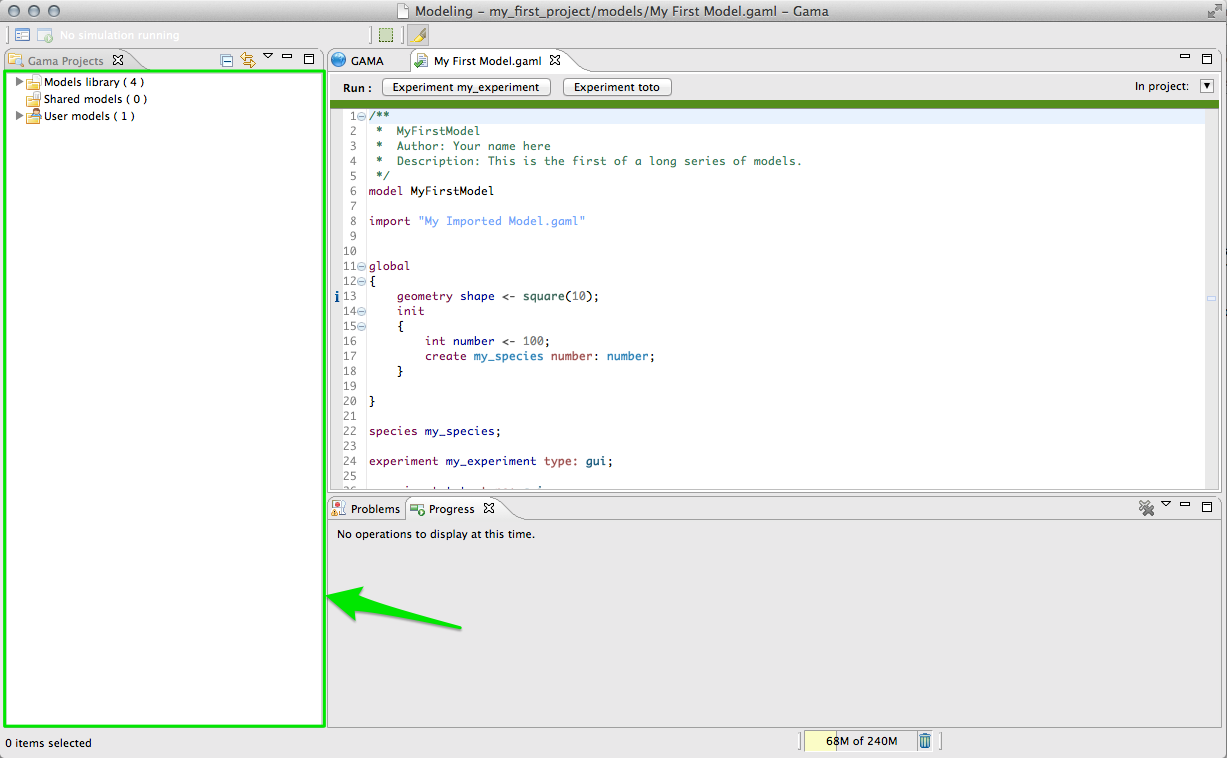 Modeling – my_first_project/models/My First Model.gaml – Gama
No simulation running
Gama Projects
Models library ( 4 )
Shared models ( 0 )
User models ( 1 )
GAMA
My First Model.gaml
Run :
Experiment my_experiment
Experiment toto
In project:
1 /**
2  *  MyFirstModel
3  *  Author: Your name here
4  *  Description: This is the first of a long series of models.
5  */
6 model MyFirstModel
7
8 import "My Imported Model.gaml"
9
10
11 global
12 {
13     geometry shape <- square(10);
14     init
15     {
16         int number <- 100;
17         create my_species number: number;
18     }
19
20 }
21
22 species my_species;
23
24 experiment my_experiment type: gui;
25
Problems
Progress
No operations to display at this time.
0 items selected
68M of 240M